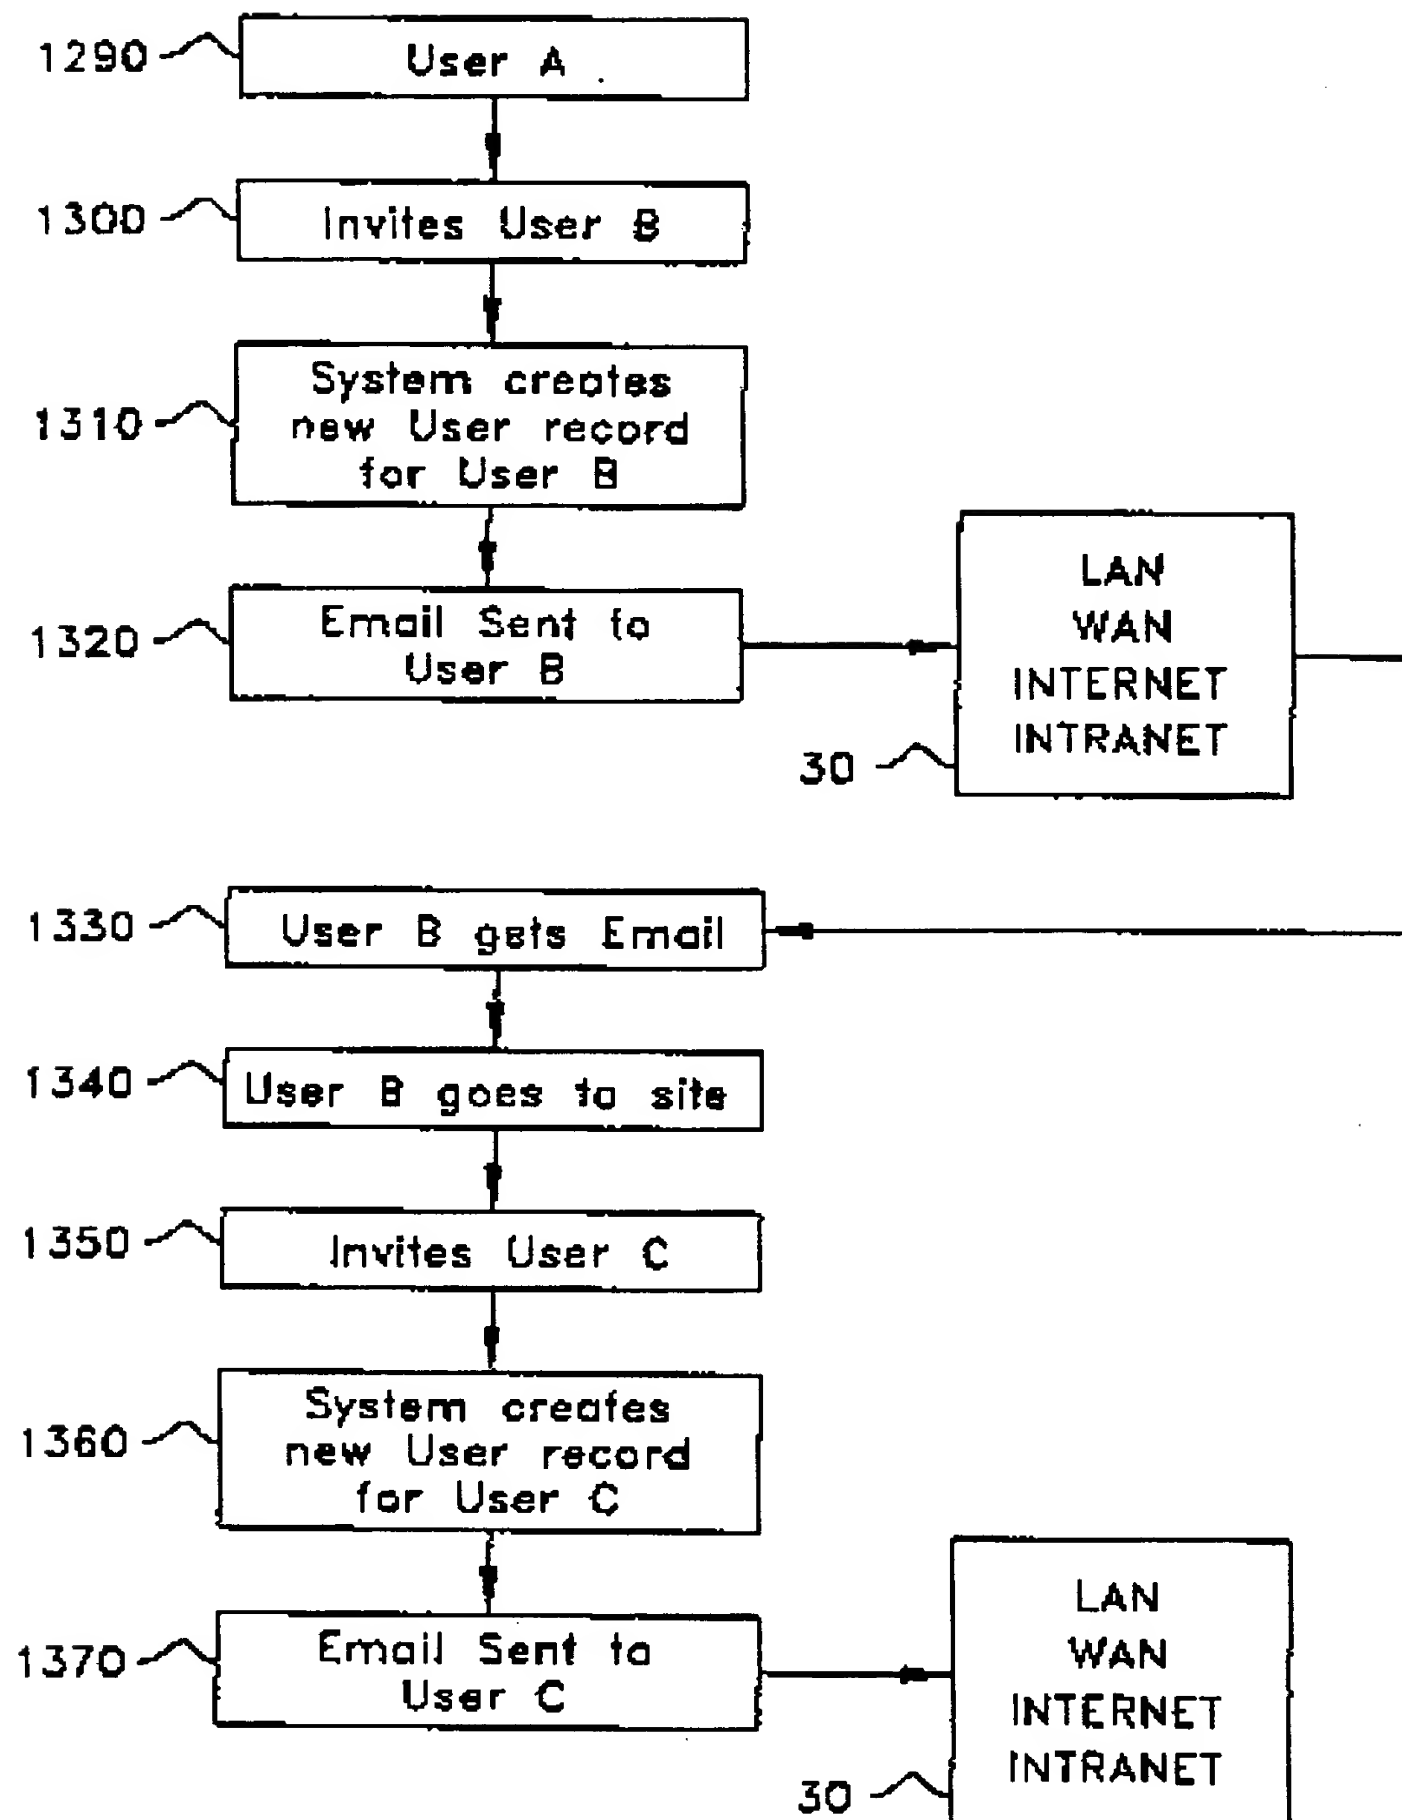 1290
User A
1300
Invites User B
1310
System creates
new User record
for User B
1320
Email Sent to
User B
LAN
WAN
INTERNET
INTRANET
30
1330
User B gets Email
1340
User B goes to site
1350
Invites User C
1360
System creates
new User record
for User C
1370
Email Sent to
User C
LAN
WAN
INTERNET
INTRANET
30